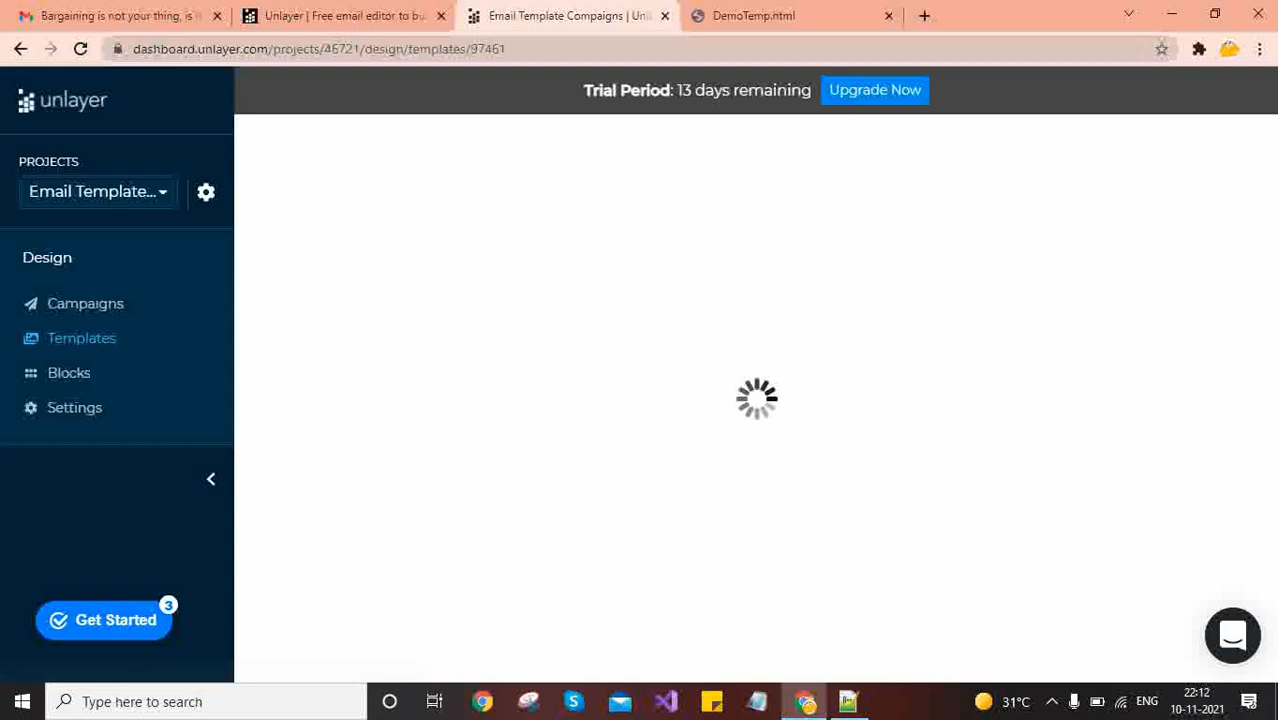 Bargaining is not your thing, is it
Unlayer | Free email editor to bu
Email Template Campaigns | Unl
DemoTemp.html
dashboard.unlayer.com/projects/46721/design/templates/97461
unlayer
Trial Period: 13 days remaining
Upgrade Now
PROJECTS
Email Template...
Design
Campaigns
Templates
Blocks
Settings
Get Started
3
Type here to search
31°C
ENG
22:12
10-11-2021